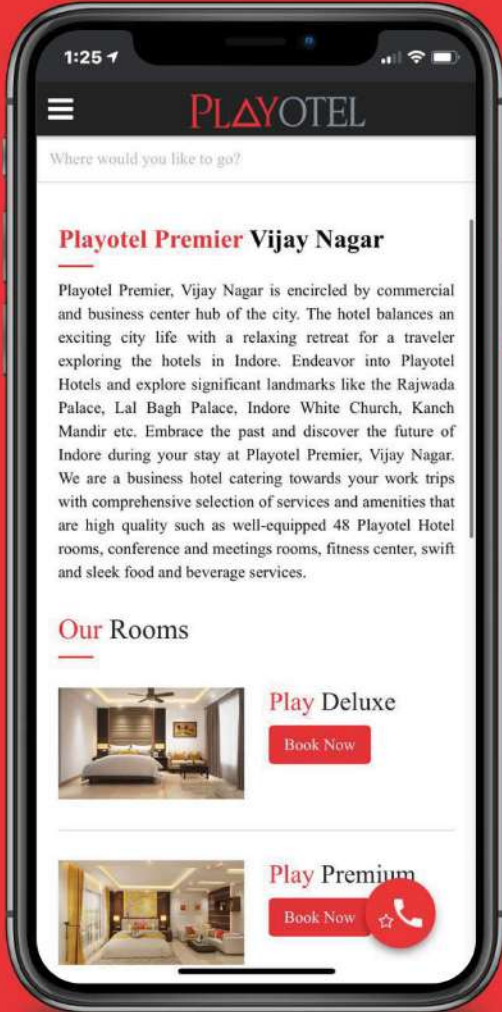 1:25
PLAYOTEL
Where would you like to go?
Playotel Premier Vijay Nagar
Playotel Premier, Vijay Nagar is encircled by commercial
and business center hub of the city. The hotel balances an
exciting city life with a relaxing retreat for a traveler
exploring the hotels in Indore. Endeavor into Playotel
Hotels and explore significant landmarks like the Rajwada
Palace, Lal Bagh Palace, Indore White Church, Kanch
Mandir etc. Embrace the past and discover the future of
Indore during your stay at Playotel Premier, Vijay Nagar.
We are a business hotel catering towards your work trips
with comprehensive selection of services and amenities that
are high quality such as well-equipped 48 Playotel Hotel
rooms, conference and meetings rooms, fitness center, swift
and sleek food and beverage services.
Our Rooms
Play Deluxe
Book Now
Play Premium
Book Now